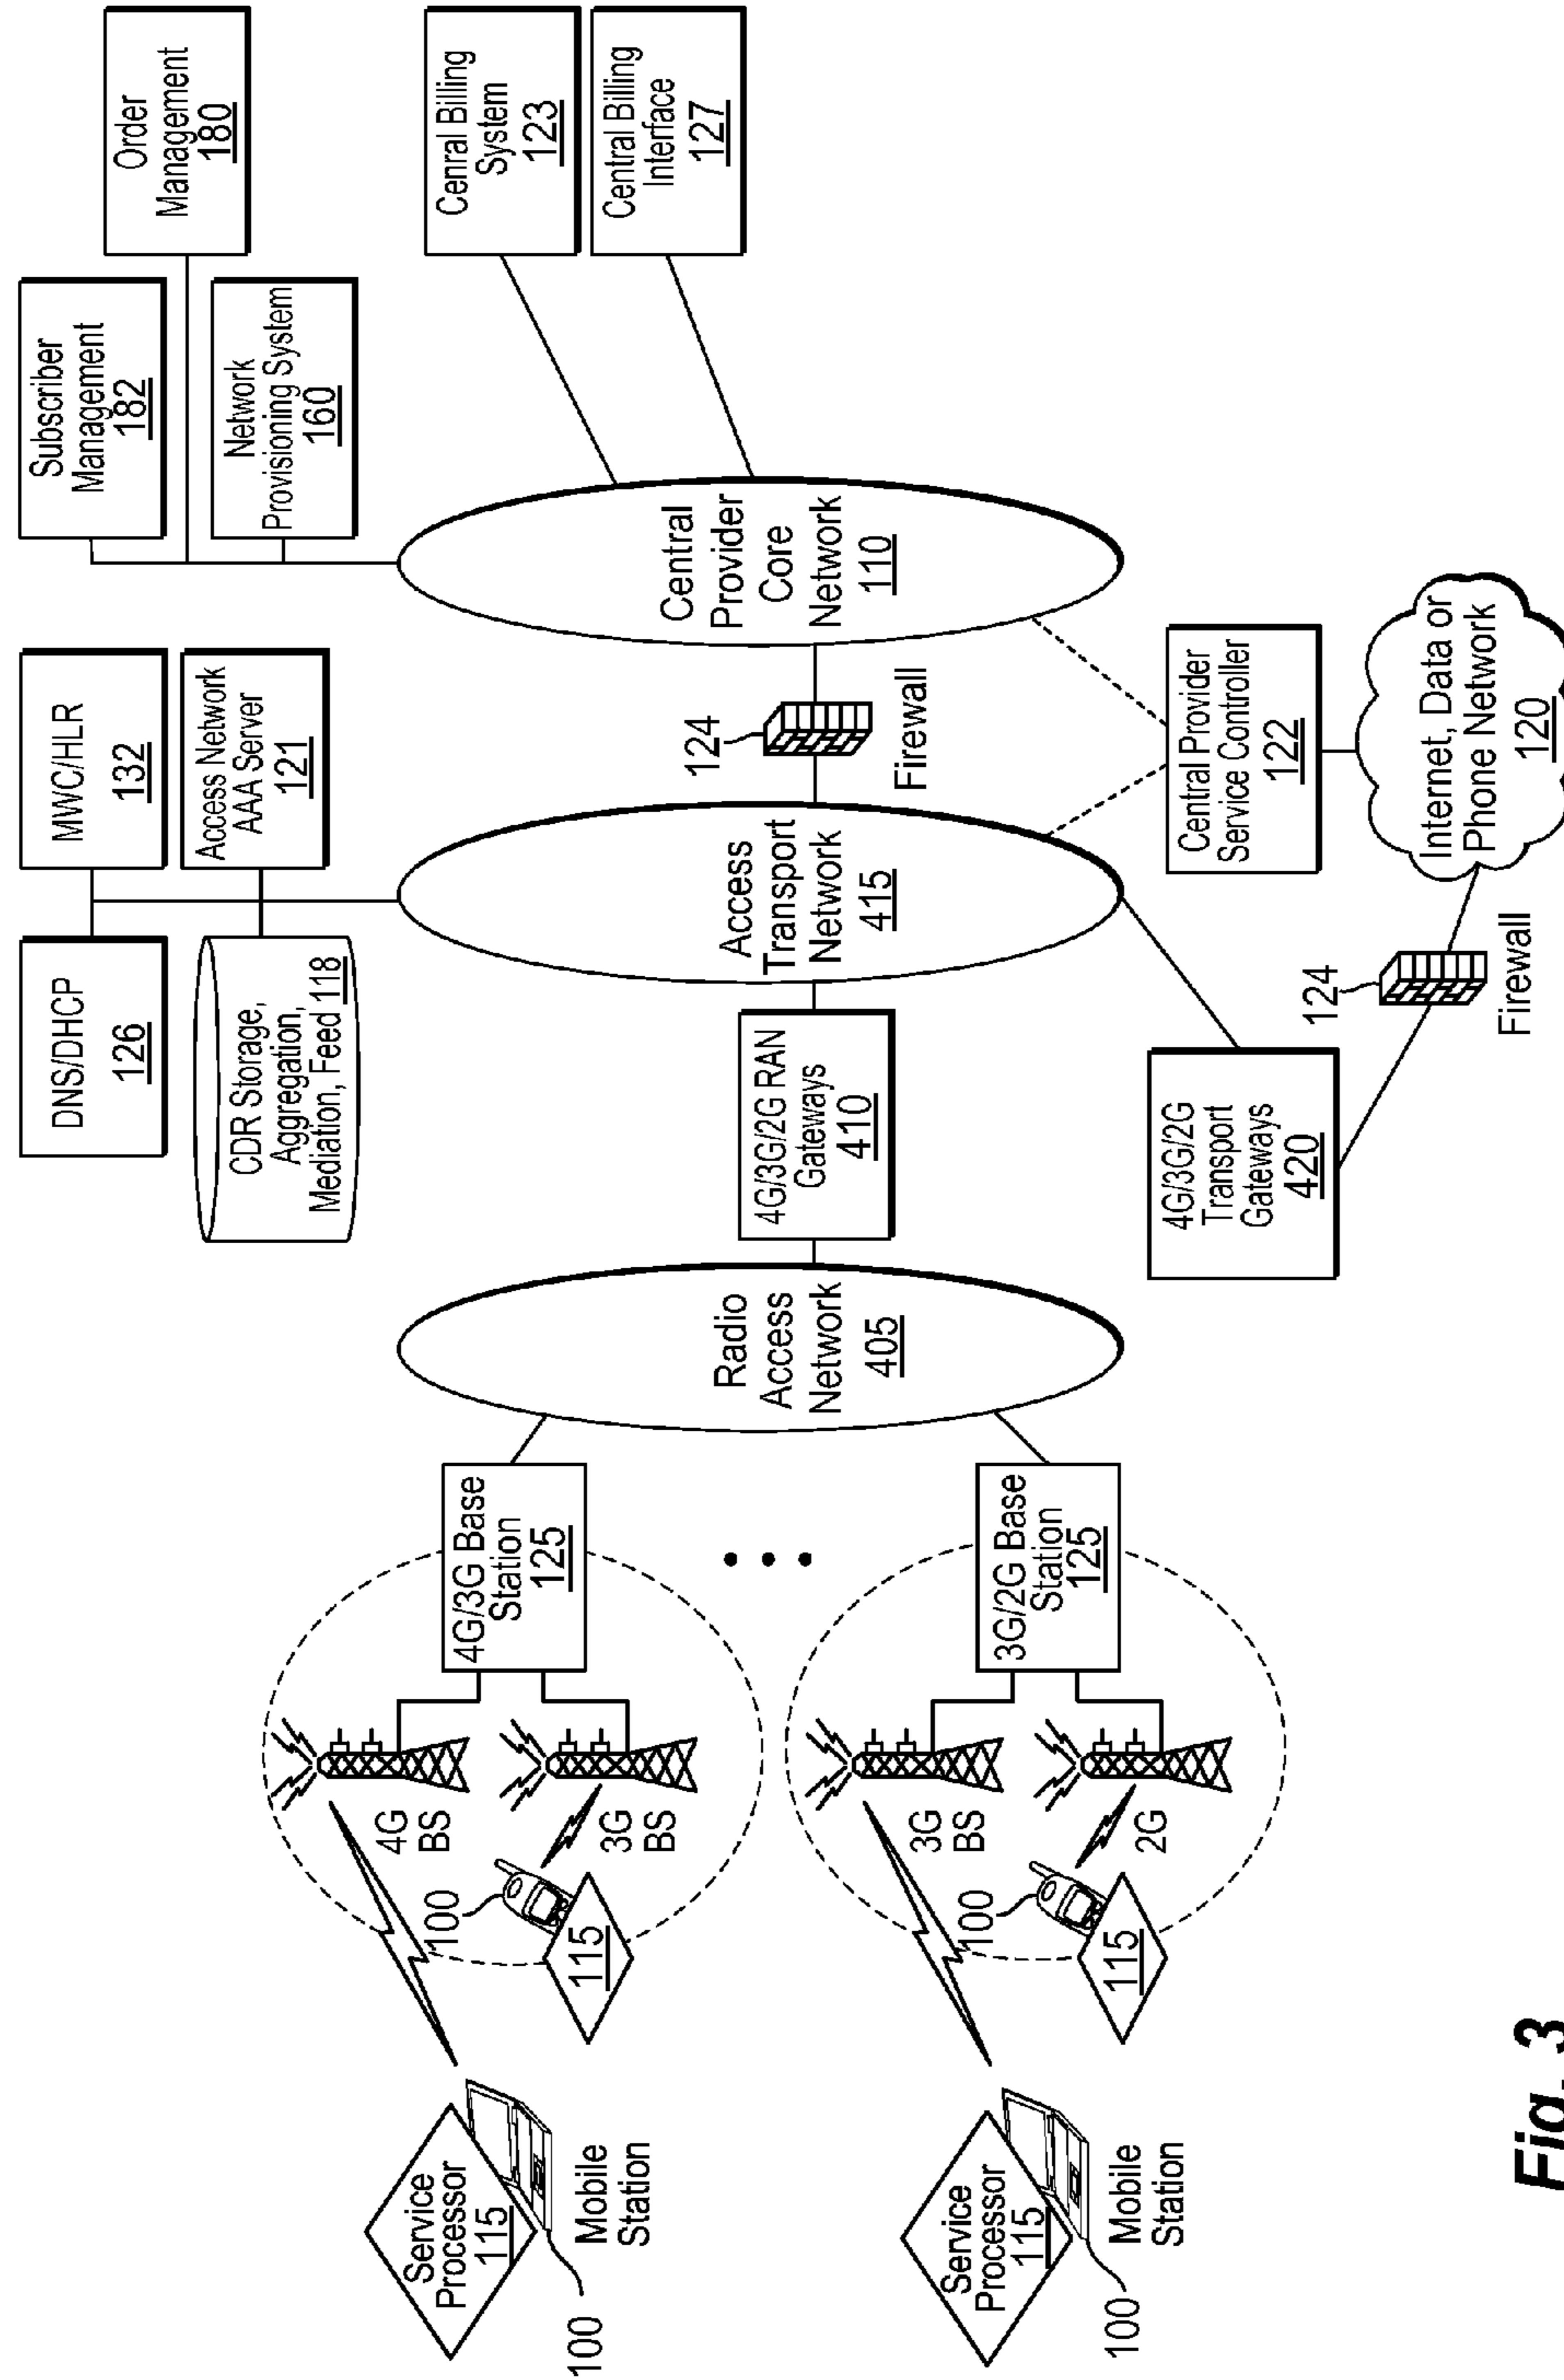 Subscriber
Management
182
Order
Management
180
Network
Provisioning System
160
MWC/HLR
132
Access Network
AAA Server
121
DNS/DHCP
126
CDR Storage,
Aggregation,
Mediation, Feed 118
Cenral Billing
System
123
Central Billing
Interface
127
Central
Provider
Core
Network
110
124
Firewall
Access
Transport
Network
415
4G/3G/2G RAN
Gateways
410
Radio
Access
Network
405
4G/3G Base
Station
125
3G/2G Base
Station
125
4G
BS
3G
BS
100
115
Service
Processor
115
Mobile
Station
100
3G
BS
2G
100
115
Service
Processor
115
Mobile
Station
100
Central Provider
Service Controller
122
4G/3G/2G
Transport
Gateways
420
124
Firewall
Internet, Data or
Phone Network
120
Fig. 3